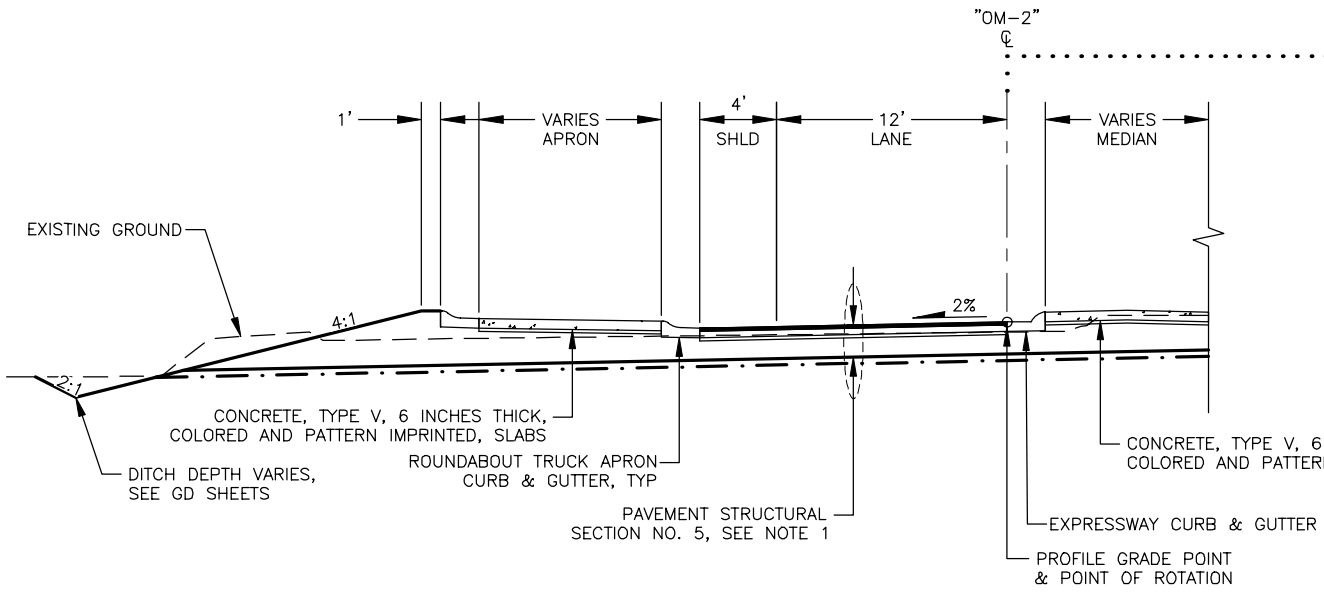 "OM-2"
℄
1'
VARIES
APRON
4'
SHLD
12'
LANE
VARIES
MEDIAN
EXISTING GROUND
4:1
2%
2:1
CONCRETE, TYPE V, 6 INCHES THICK,
COLORED AND PATTERN IMPRINTED, SLABS
DITCH DEPTH VARIES,
SEE GD SHEETS
ROUNDABOUT TRUCK APRON
CURB & GUTTER, TYP
PAVEMENT STRUCTURAL
SECTION NO. 5, SEE NOTE 1
CONCRETE, TYPE V, 6
COLORED AND PATTER
EXPRESSWAY CURB & GUTTER
PROFILE GRADE POINT
& POINT OF ROTATION